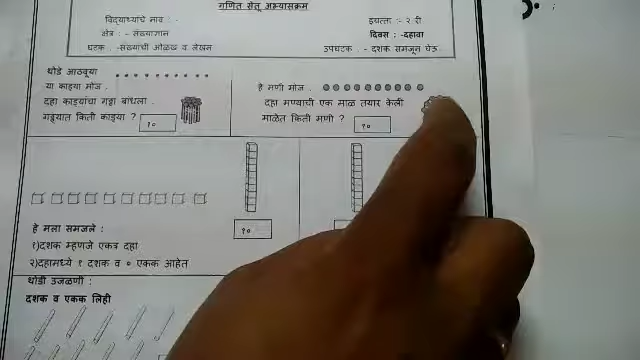 गणित सेतू अभ्यासक्रम
विद्यार्थ्याचे नाव : -
इयत्ता :- २ री
क्षेत्र : - संख्याज्ञान
दिवस : -दहावा
घटक . -संख्यांची ओळख व लेखन
उपघटक . - दशक समजून घेऊ
थोडे आठवूया
या काड्या मोज .
दहा काड्यांचा गठ्ठा बांधला .
गठ्ठ्यात किती काड्या ?
१०
हे मणी मोज .
दहा मण्यांची एक माळ तयार केली
माळेत किती मणी ?
१०
१०
हे मला समजले :
१)दशक म्हणजे एकत्र दहा
२)दहामध्ये १ दशक व ० एकक आहेत
थोडी उजळणी :
दशक व एकक लिही